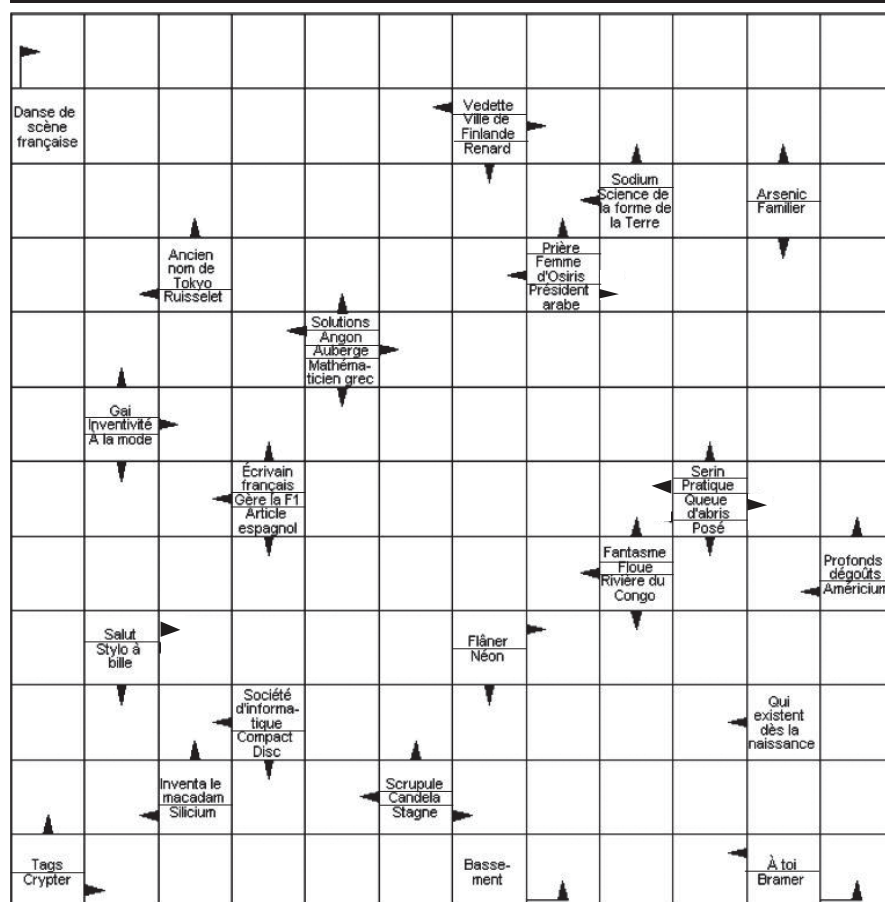 Danse de
scène
française
Vedette
Ville de
Finlande
Renard
Sodium
Science de
la forme de
la Terre
Arsenic
Familier
Ancien
nom de
Tokyo
Ruisselet
Prière
Femme
d'Osiris
Président
arabe
Solutions
Angon
Auberge
Mathéma-
ticien grec
Gai
Inventivité
À la mode
Écrivain
français
Gère la F1
Article
espagnol
Serin
Pratique
Queue
d'abris
Posé
Fantasme
Floue
Rivière du
Congo
Profonds
dégoûts
Américium
Salut
Stylo à
bille
Flâner
Néon
Société
d'informa-
tique
Compact
Disc
Qui
existent
dès la
naissance
Inventa le
macadam
Silicium
Scrupule
Candela
Stagne
Tags
Crypter
Basse-
ment
À toi
Bramer